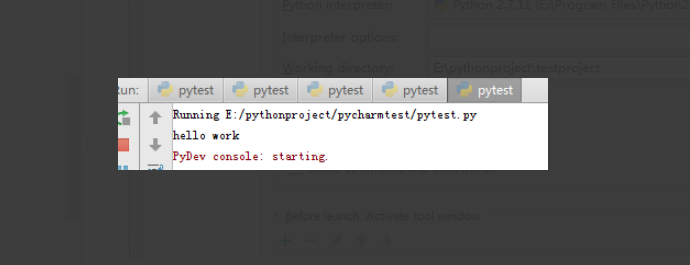 Python interpreter: Python 2.7.11 (E:\Program Files\Python2
Interpreter options:
Working directory: E:\pythonproject\testproject
Run: pytest pytest pytest pytest pytest
Running E:/pythonproject/pycharmtest/pytest.py
hello work
PyDev console: starting.
Before launch: Activate tool window